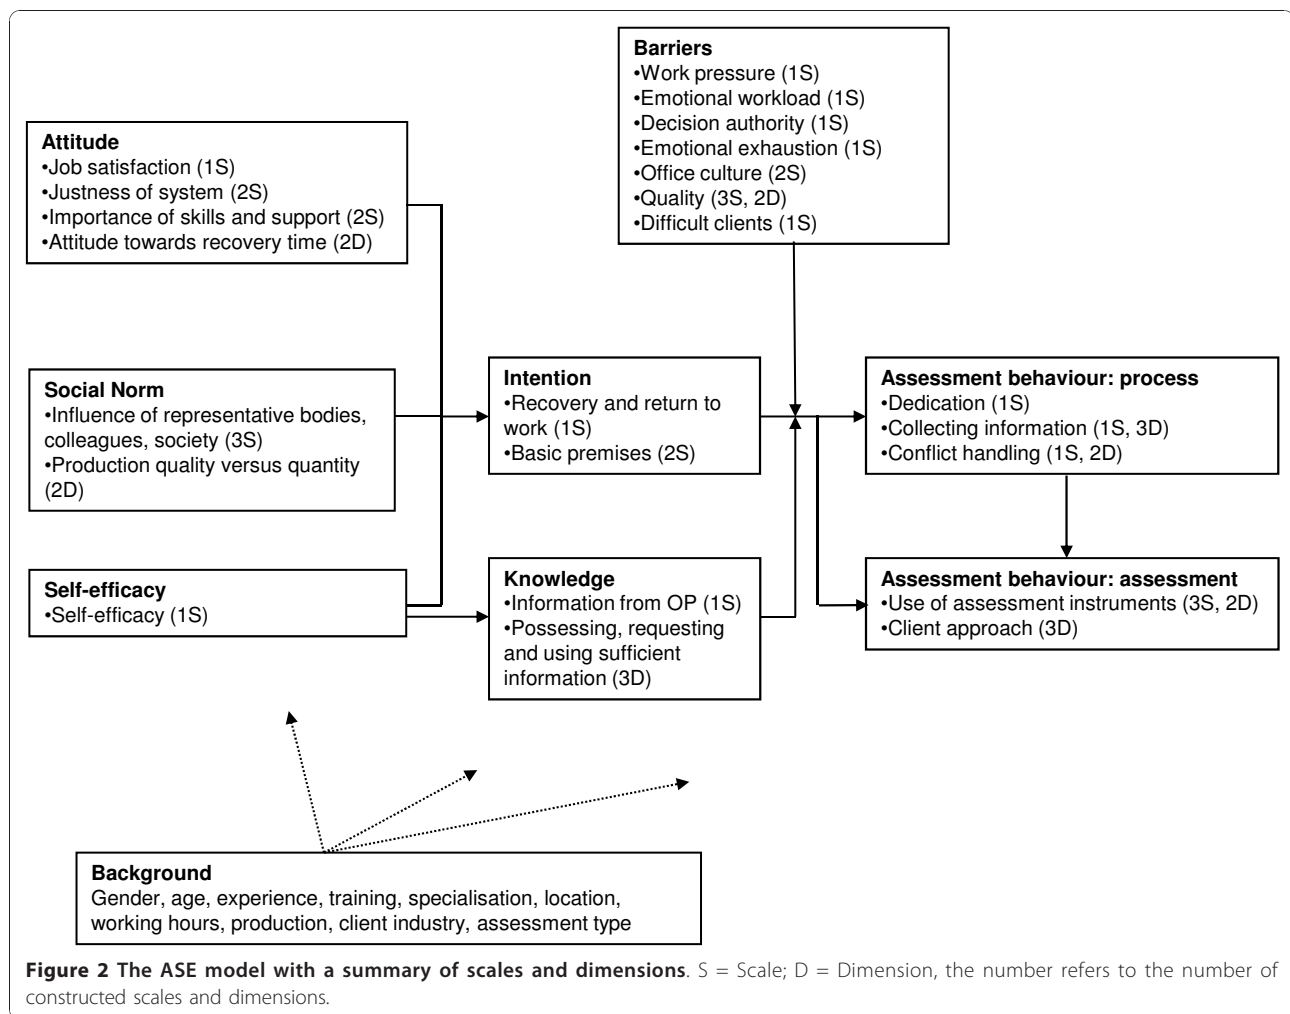 Barriers
•Work pressure (1S)
•Emotional workload (1S)
•Decision authority (1S)
•Emotional exhaustion (1S)
•Office culture (2S)
•Quality (3S, 2D)
•Difficult clients (1S)
Attitude
•Job satisfaction (1S)
•Justness of system (2S)
•Importance of skills and support (2S)
•Attitude towards recovery time (2D)
Social Norm
•Influence of representative bodies,
colleagues, society (3S)
•Production quality versus quantity
(2D)
Intention
•Recovery and return to
work (1S)
•Basic premises (2S)
Assessment behaviour: process
•Dedication (1S)
•Collecting information (1S, 3D)
•Conflict handling (1S, 2D)
Self-efficacy
•Self-efficacy (1S)
Knowledge
•Information from OP (1S)
•Possessing, requesting
and using sufficient
information (3D)
Assessment behaviour: assessment
•Use of assessment instruments (3S, 2D)
•Client approach (3D)
Background
Gender, age, experience, training, specialisation, location,
working hours, production, client industry, assessment type
Figure 2 The ASE model with a summary of scales and dimensions. S = Scale; D = Dimension, the number refers to the number of
constructed scales and dimensions.